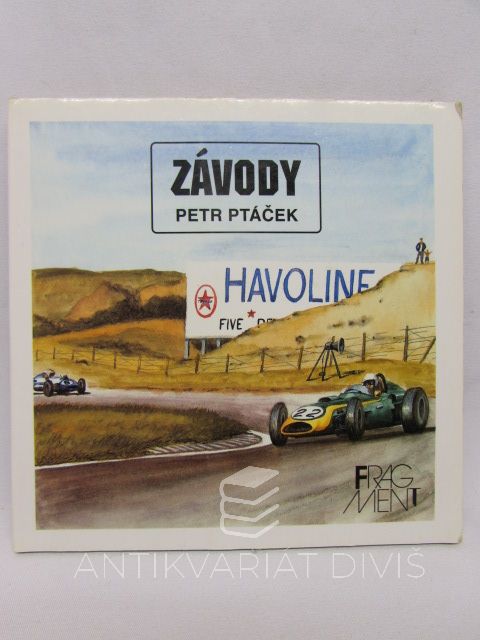 ZÁVODY
PETR PTÁČEK
HAVOLINE
FIVE
22
FRAG
MENT
ANTIKVARIÁT DIVIŠ